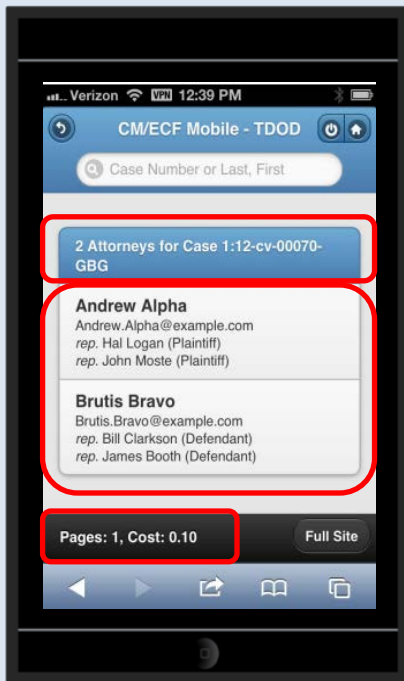 Verizon VPN 12:39 PM
CM/ECF Mobile - TDOD
Case Number or Last, First
2 Attorneys for Case 1:12-cv-00070-
GBG
Andrew Alpha
Andrew.Alpha@example.com
rep. Hal Logan (Plaintiff)
rep. John Moste (Plaintiff)
Brutis Bravo
Brutis.Bravo@example.com
rep. Bill Clarkson (Defendant)
rep. James Booth (Defendant)
Pages: 1, Cost: 0.10 Full Site